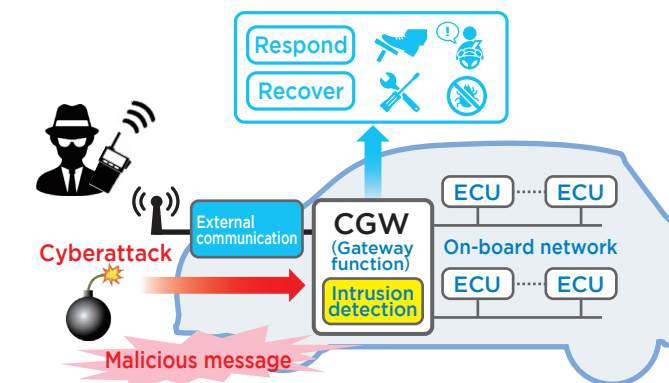 Respond
!
Recover
External
communication
CGW
(Gateway
function)
Intrusion
detection
ECU
ECU
On-board network
ECU
ECU
Cyberattack
Malicious message